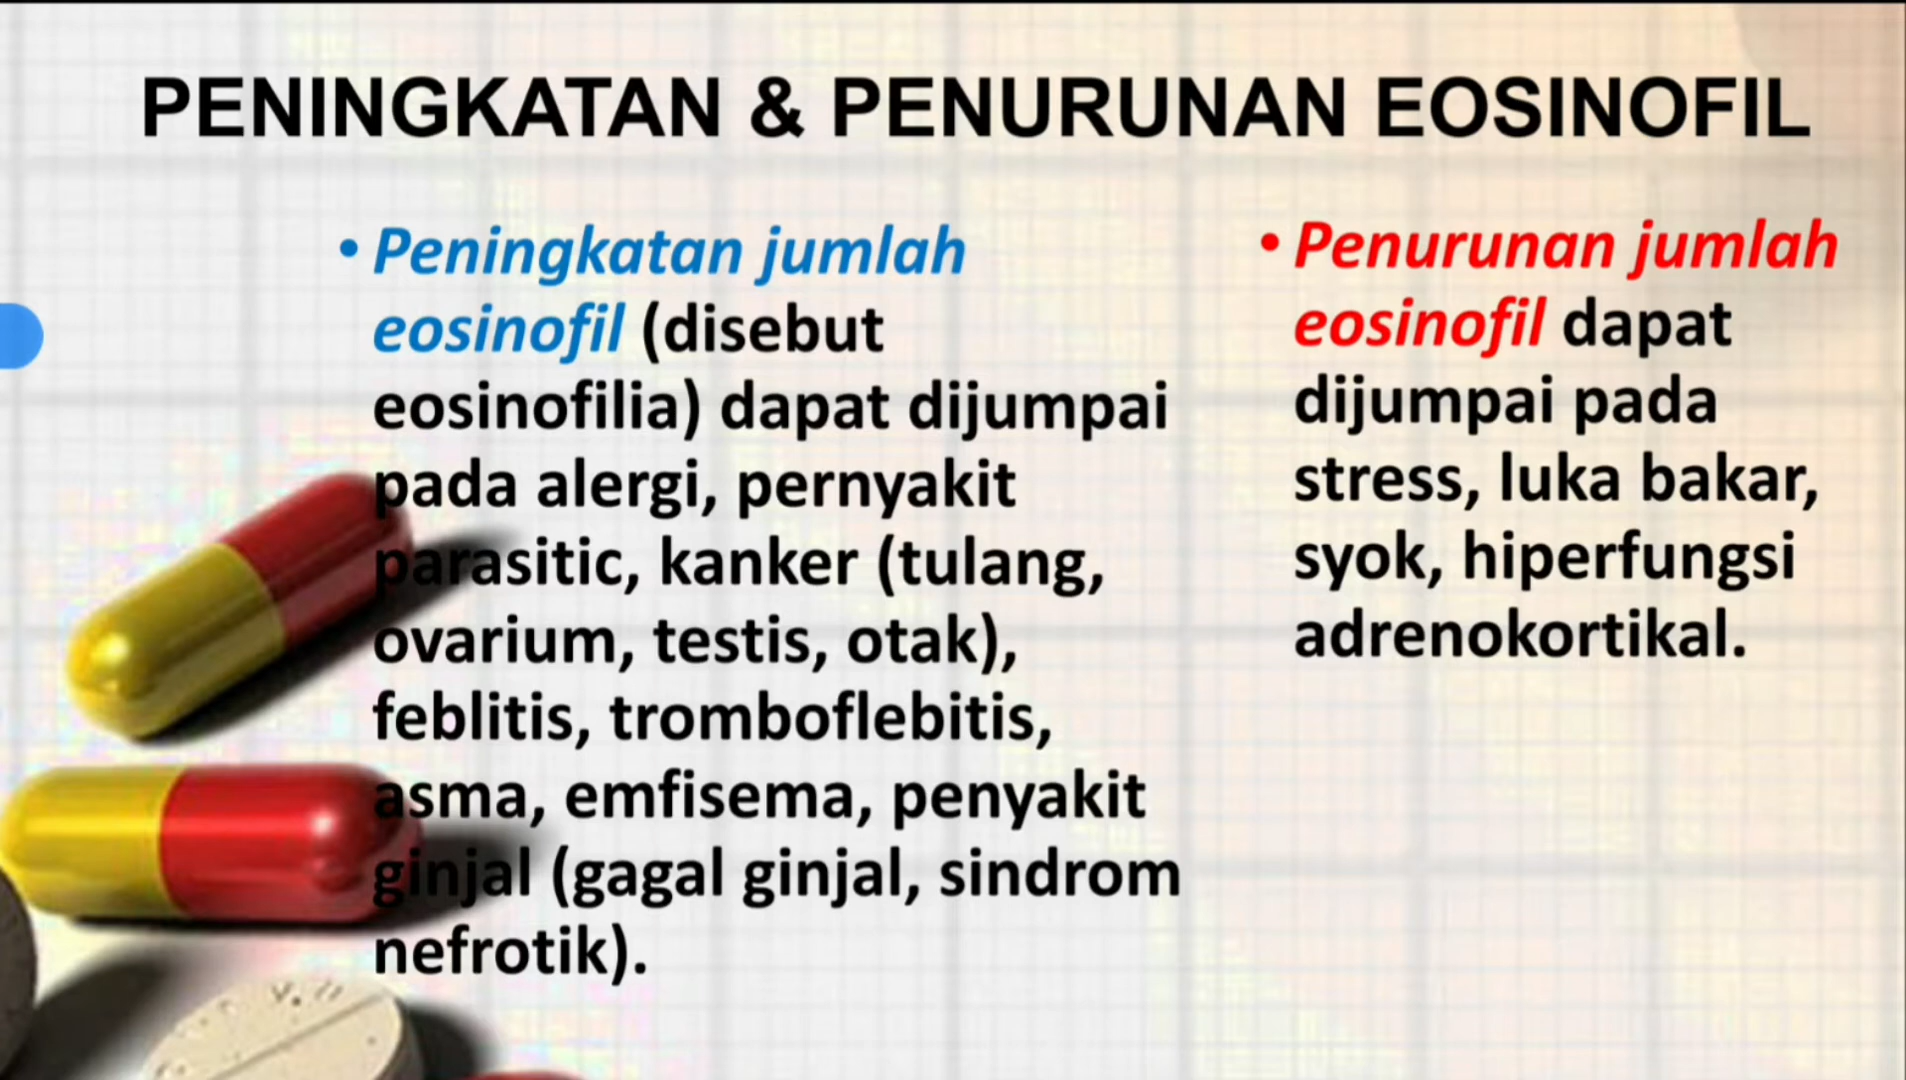 PENINGKATAN & PENURUNAN EOSINOFIL
• Peningkatan jumlah
eosinofil (disebut
eosinofilia) dapat dijumpai
pada alergi, pernyakit
parasitic, kanker (tulang,
ovarium, testis, otak),
feblitis, tromboflebitis,
asma, emfisema, penyakit
ginjal (gagal ginjal, sindrom
nefrotik).
• Penurunan jumlah
eosinofil dapat
dijumpai pada
stress, luka bakar,
syok, hiperfungsi
adrenokortikal.